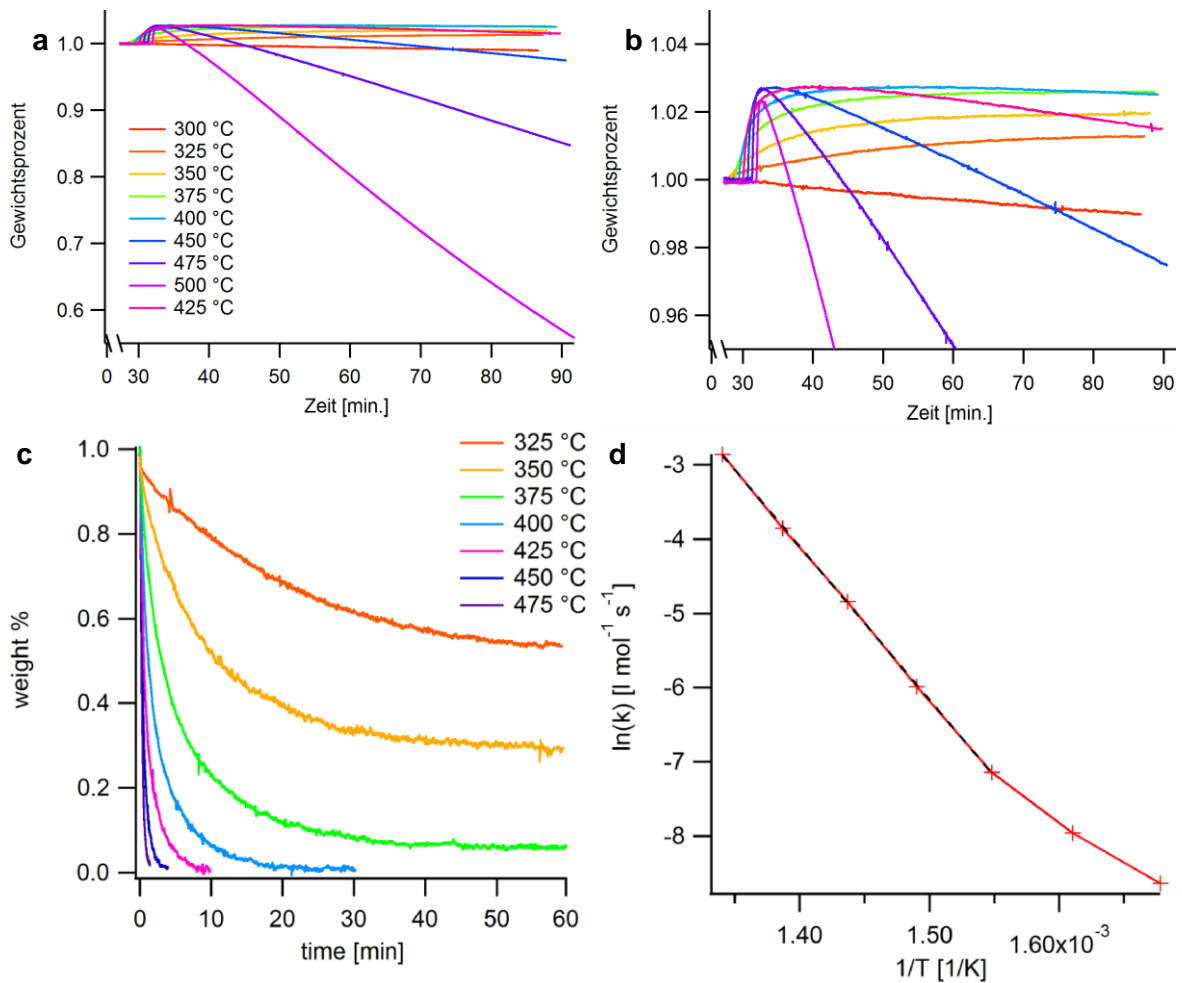 a
1.0
0.9
0.8
0.7
0.6
Gewichtsprozent
300 °C
325 °C
350 °C
375 °C
400 °C
450 °C
475 °C
500 °C
425 °C
0 30 40 50 60 70 80 90
Zeit [min.]
b
1.04
1.02
1.00
0.98
0.96
Gewichtsprozent
0 30 40 50 60 70 80 90
Zeit [min.]
c
1.0
0.8
0.6
0.4
0.2
0.0
weight %
325 °C
350 °C
375 °C
400 °C
425 °C
450 °C
475 °C
0 10 20 30 40 50 60
time [min]
d
-3
-4
-5
-6
-7
-8
ln(k) [l mol⁻¹ s⁻¹]
1.40 1.50 1.60x10⁻³
1/T [1/K]